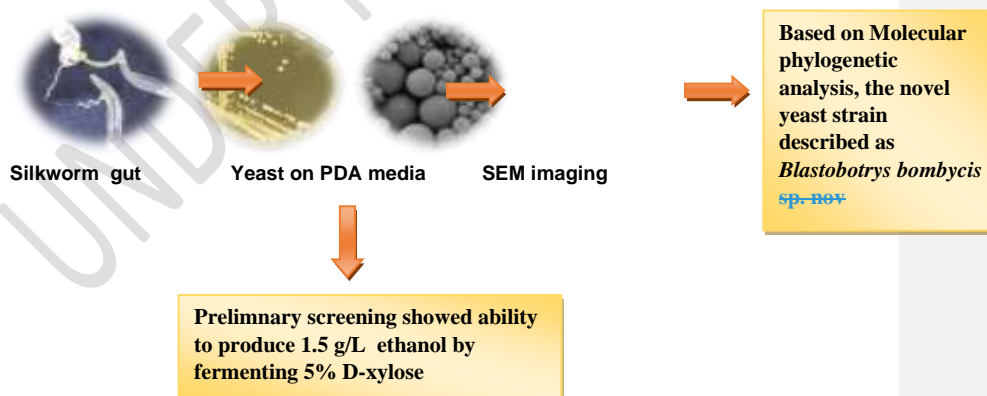 Based on Molecular
phylogenetic
analysis, the novel
yeast strain
described as
Blastobotrys bombycis
sp. nov
Silkworm gut
Yeast on PDA media
SEM imaging
UNDER
Prelimnary screening showed ability
to produce 1.5 g/L ethanol by
fermenting 5% D-xylose